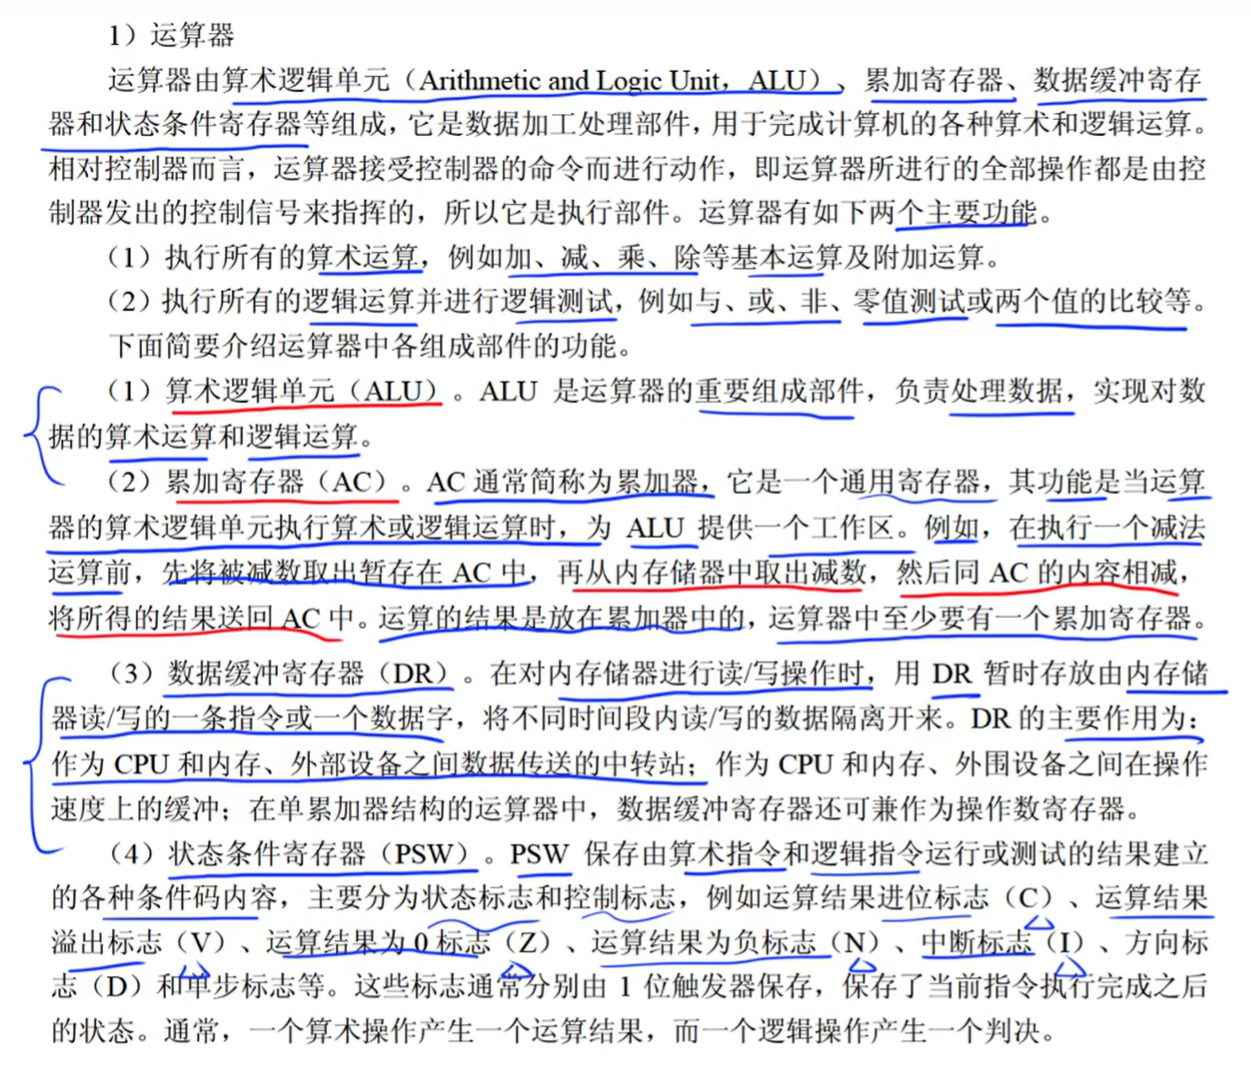 1）运算器
运算器由算术逻辑单元（Arithmetic and Logic Unit，ALU）、累加寄存器、数据缓冲寄存
器和状态条件寄存器等组成，它是数据加工处理部件，用于完成计算机的各种算术和逻辑运算。
相对控制器而言，运算器接受控制器的命令而进行动作，即运算器所进行的全部操作都是由控
制器发出的控制信号来指挥的，所以它是执行部件。运算器有如下两个主要功能。
（1）执行所有的算术运算，例如加、减、乘、除等基本运算及附加运算。
（2）执行所有的逻辑运算并进行逻辑测试，例如与、或、非、零值测试或两个值的比较等。
下面简要介绍运算器中各组成部件的功能。
（1）算术逻辑单元（ALU）。ALU 是运算器的重要组成部件，负责处理数据，实现对数
据的算术运算和逻辑运算。
（2）累加寄存器（AC）。AC 通常简称为累加器，它是一个通用寄存器，其功能是当运算
器的算术逻辑单元执行算术或逻辑运算时，为 ALU 提供一个工作区。例如，在执行一个减法
运算前，先将被减数取出暂存在 AC 中，再从内存储器中取出减数，然后同 AC 的内容相减，
将所得的结果送回 AC 中。运算的结果是放在累加器中的，运算器中至少要有一个累加寄存器。
（3）数据缓冲寄存器（DR）。在对内存储器进行读/写操作时，用 DR 暂时存放由内存储
器读/写的一条指令或一个数据字，将不同时间段内读/写的数据隔离开来。DR 的主要作用为：
作为 CPU 和内存、外部设备之间数据传送的中转站；作为 CPU 和内存、外围设备之间在操作
速度上的缓冲；在单累加器结构的运算器中，数据缓冲寄存器还可兼作为操作数寄存器。
（4）状态条件寄存器（PSW）。PSW 保存由算术指令和逻辑指令运行或测试的结果建立
的各种条件码内容，主要分为状态标志和控制标志，例如运算结果进位标志（C）、运算结果
溢出标志（V）、运算结果为 0 标志（Z）、运算结果为负标志（N）、中断标志（I）、方向标
志（D）和单步标志等。这些标志通常分别由 1 位触发器保存，保存了当前指令执行完成之后
的状态。通常，一个算术操作产生一个运算结果，而一个逻辑操作产生一个判决。